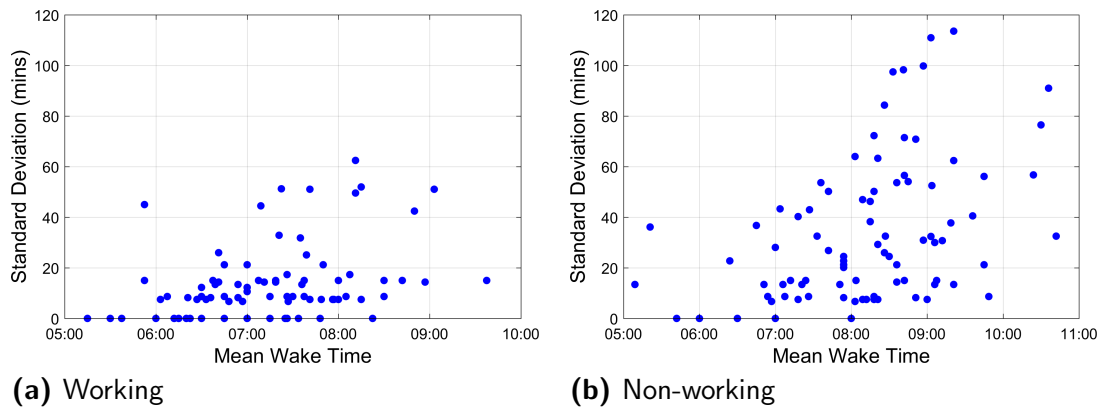 120
100
80
60
40
20
0
Standard Deviation (mins)
05:00 06:00 07:00 08:00 09:00 10:00
Mean Wake Time
(a) Working
120
100
80
60
40
20
0
Standard Deviation (mins)
05:00 06:00 07:00 08:00 09:00 10:00 11:00
Mean Wake Time
(b) Non-working